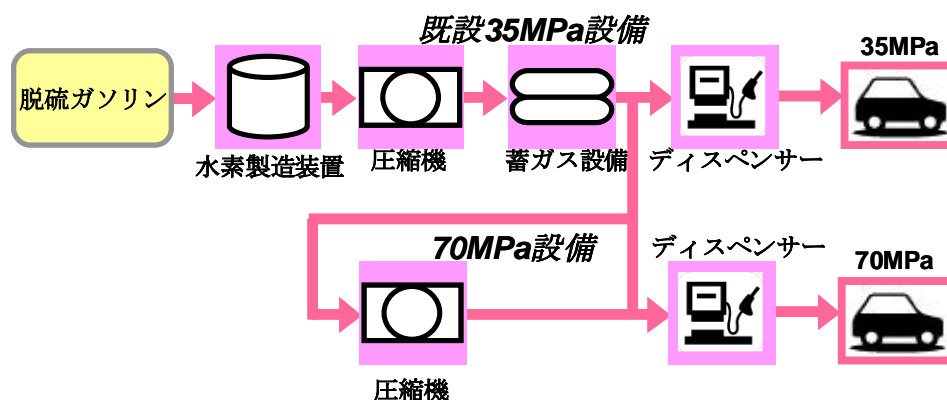 既設35MPa設備
35MPa
脱硫ガソリン
水素製造装置
圧縮機
蓄ガス設備
ディスペンサー
70MPa設備
ディスペンサー
70MPa
圧縮機